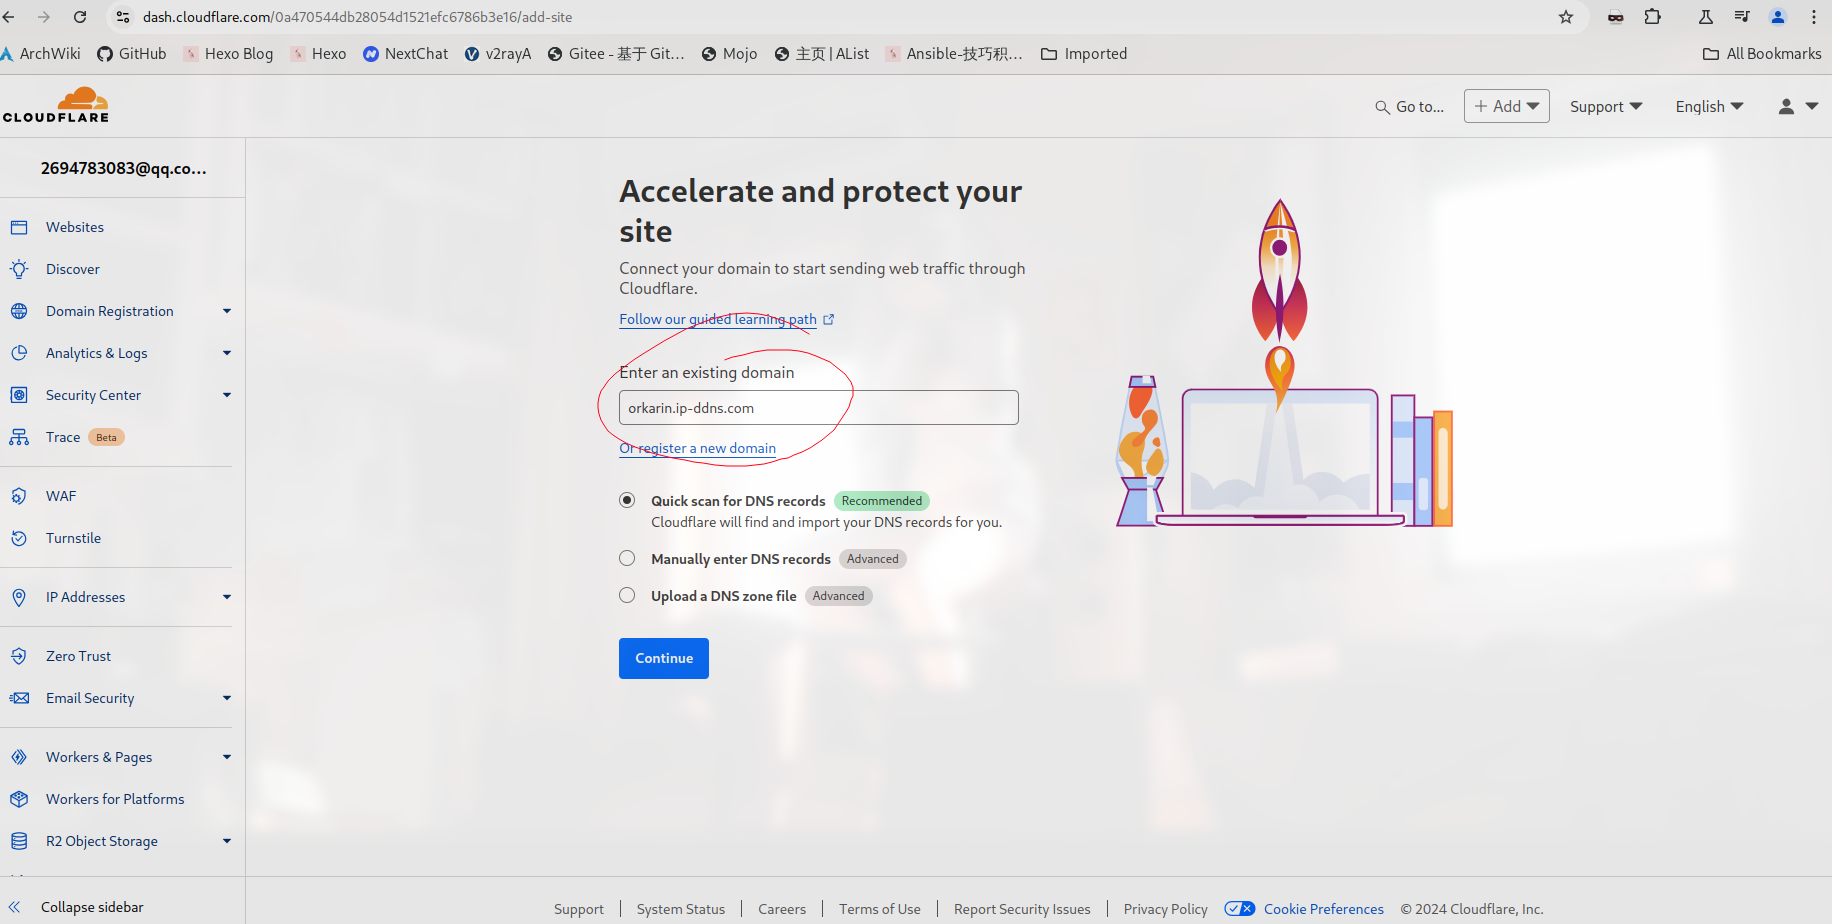 dash.cloudflare.com/0a470544db28054d1521efc6786b3e16/add-site
ArchWiki GitHub Hexo Blog Hexo NextChat v2rayA Gitee - 基于 Git... Mojo 主页 | AList Ansible-技巧积... Imported All Bookmarks
CLOUDFLARE
Go to... + Add Support English
2694783083@qq.co...
Websites
Discover
Domain Registration
Analytics & Logs
Security Center
Trace Beta
WAF
Turnstile
IP Addresses
Zero Trust
Email Security
Workers & Pages
Workers for Platforms
R2 Object Storage
Collapse sidebar
Accelerate and protect your
site
Connect your domain to start sending web traffic through
Cloudflare.
Follow our guided learning path
Enter an existing domain
orkarin.ip-ddns.com
Or register a new domain
Quick scan for DNS records Recommended
Cloudflare will find and import your DNS records for you.
Manually enter DNS records Advanced
Upload a DNS zone file Advanced
Continue
Support System Status Careers Terms of Use Report Security Issues Privacy Policy Cookie Preferences © 2024 Cloudflare, Inc.